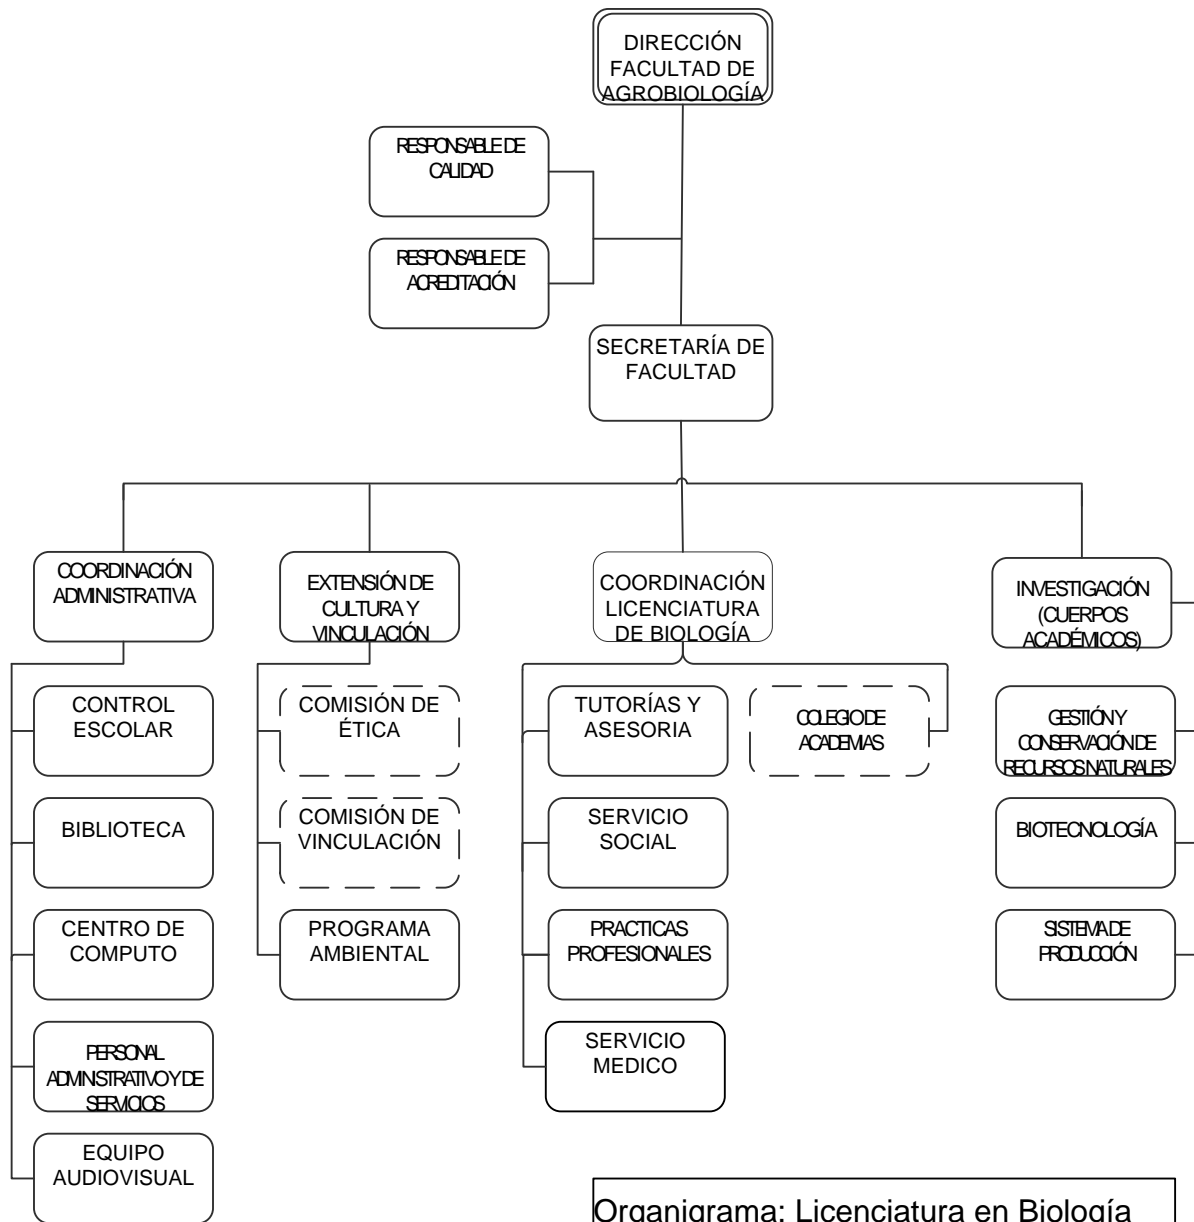 DIRECCIÓN
FACULTAD DE
AGROBIOLOGÍA
RESPONSABLE DE
CALIDAD
RESPONSABLE DE
ACREDITACIÓN
SECRETARÍA DE
FACULTAD
COORDINACIÓN
ADMINISTRATIVA
EXTENSIÓN DE
CULTURA Y
VINCULACIÓN
COORDINACIÓN
LICENCIATURA
DE BIOLOGÍA
INVESTIGACIÓN
(CUERPOS
ACADÉMICOS)
CONTROL
ESCOLAR
COMISIÓN DE
ÉTICA
TUTORÍAS Y
ASESORIA
COLEGIO DE
ACADEMIAS
GESTIÓN Y
CONSERVACIÓN DE
RECURSOS NATURALES
BIBLIOTECA
COMISIÓN DE
VINCULACIÓN
SERVICIO
SOCIAL
BIOTECNOLOGÍA
CENTRO DE
COMPUTO
PROGRAMA
AMBIENTAL
PRACTICAS
PROFESIONALES
SISTEMA DE
PRODUCCIÓN
PERSONAL
ADMINSTRATIVO Y DE
SERVICIOS
SERVICIO
MEDICO
EQUIPO
AUDIOVISUAL
Organigrama: Licenciatura en Biología